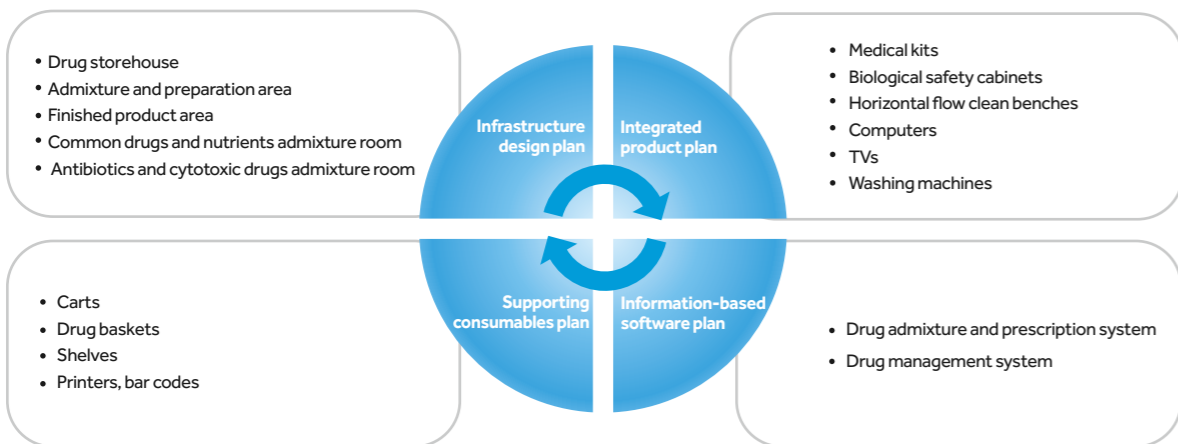 • Drug storehouse
• Admixture and preparation area
• Finished product area
• Common drugs and nutrients admixture room
• Antibiotics and cytotoxic drugs admixture room
Infrastructure
design plan
Integrated
product plan
• Medical kits
• Biological safety cabinets
• Horizontal flow clean benches
• Computers
• TVs
• Washing machines
• Carts
• Drug baskets
• Shelves
• Printers, bar codes
Supporting
consumables plan
Information-based
software plan
• Drug admixture and prescription system
• Drug management system